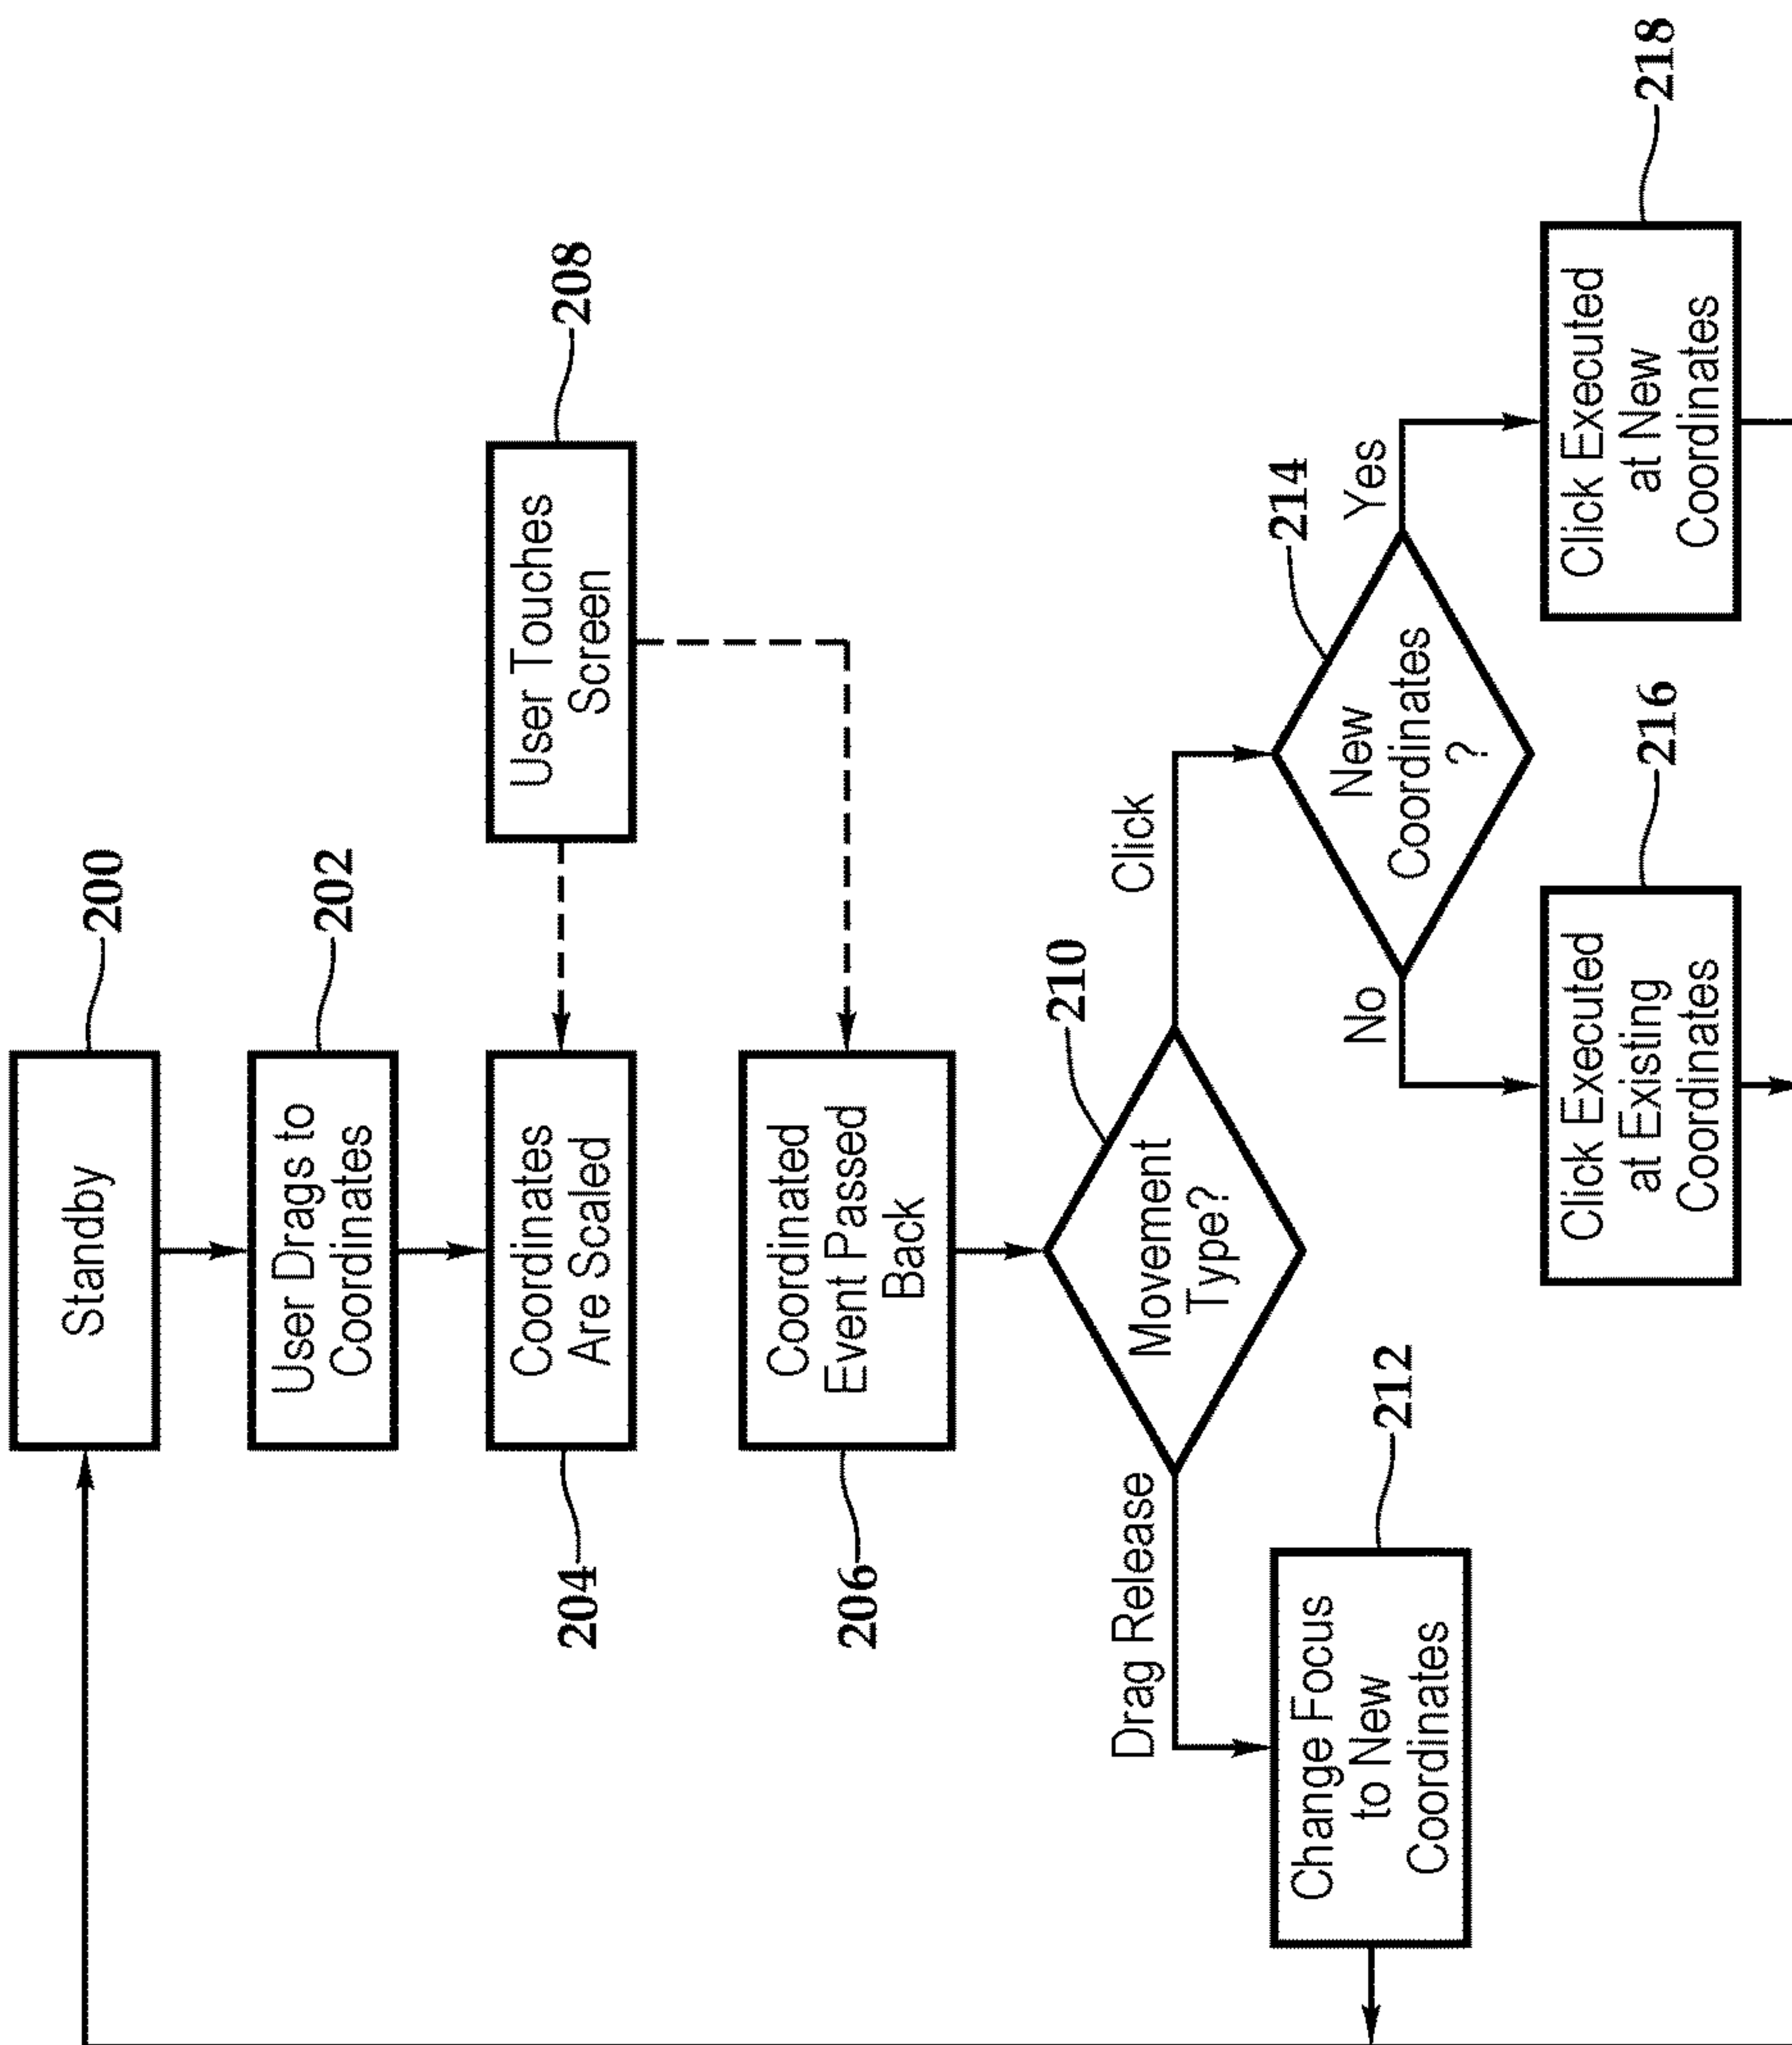 Standby
200
User Drags to
Coordinates
202
Coordinates
Are Scaled
204
User Touches
Screen
208
Coordinated
Event Passed
Back
206
Movement
Type?
210
Drag Release
Click
Change Focus
to New
Coordinates
212
New
Coordinates
?
214
No
Yes
Click Executed
at Existing
Coordinates
216
Click Executed
at New
Coordinates
218